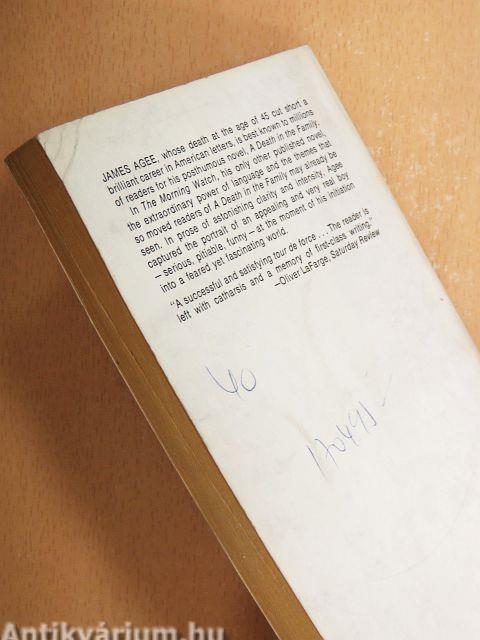 JAMES AGEE, whose death at the age of 45 cut short a
brilliant career in American letters, is best known to millions
of readers for his posthumous novel, A Death in the Family.
In The Morning Watch, his only other published novel,
the extraordinary power of language and the themes that
so moved readers of A Death in the Family may already be
seen. In prose of astonishing clarity and intensity, Agee
captured the portrait of an appealing and very real boy
—serious, pitiable, funny—at the moment of his initiation
into a feared yet fascinating world.
"A successful and satisfying tour de force... The reader is
left with catharsis and a memory of first-class writing."
—Oliver LaFarge, Saturday Review
40
Antikvárium.hu